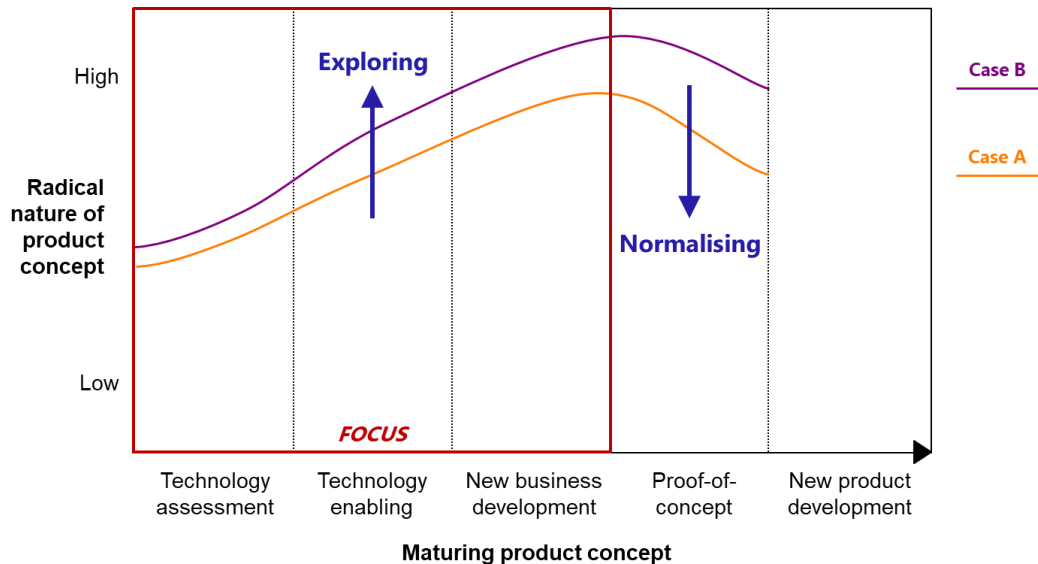 Exploring
High
Case B
Case A
Radical
nature of
product
concept
Normalising
Low
FOCUS
Technology
assessment
Technology
enabling
New business
development
Proof-of-
concept
New product
development
Maturing product concept